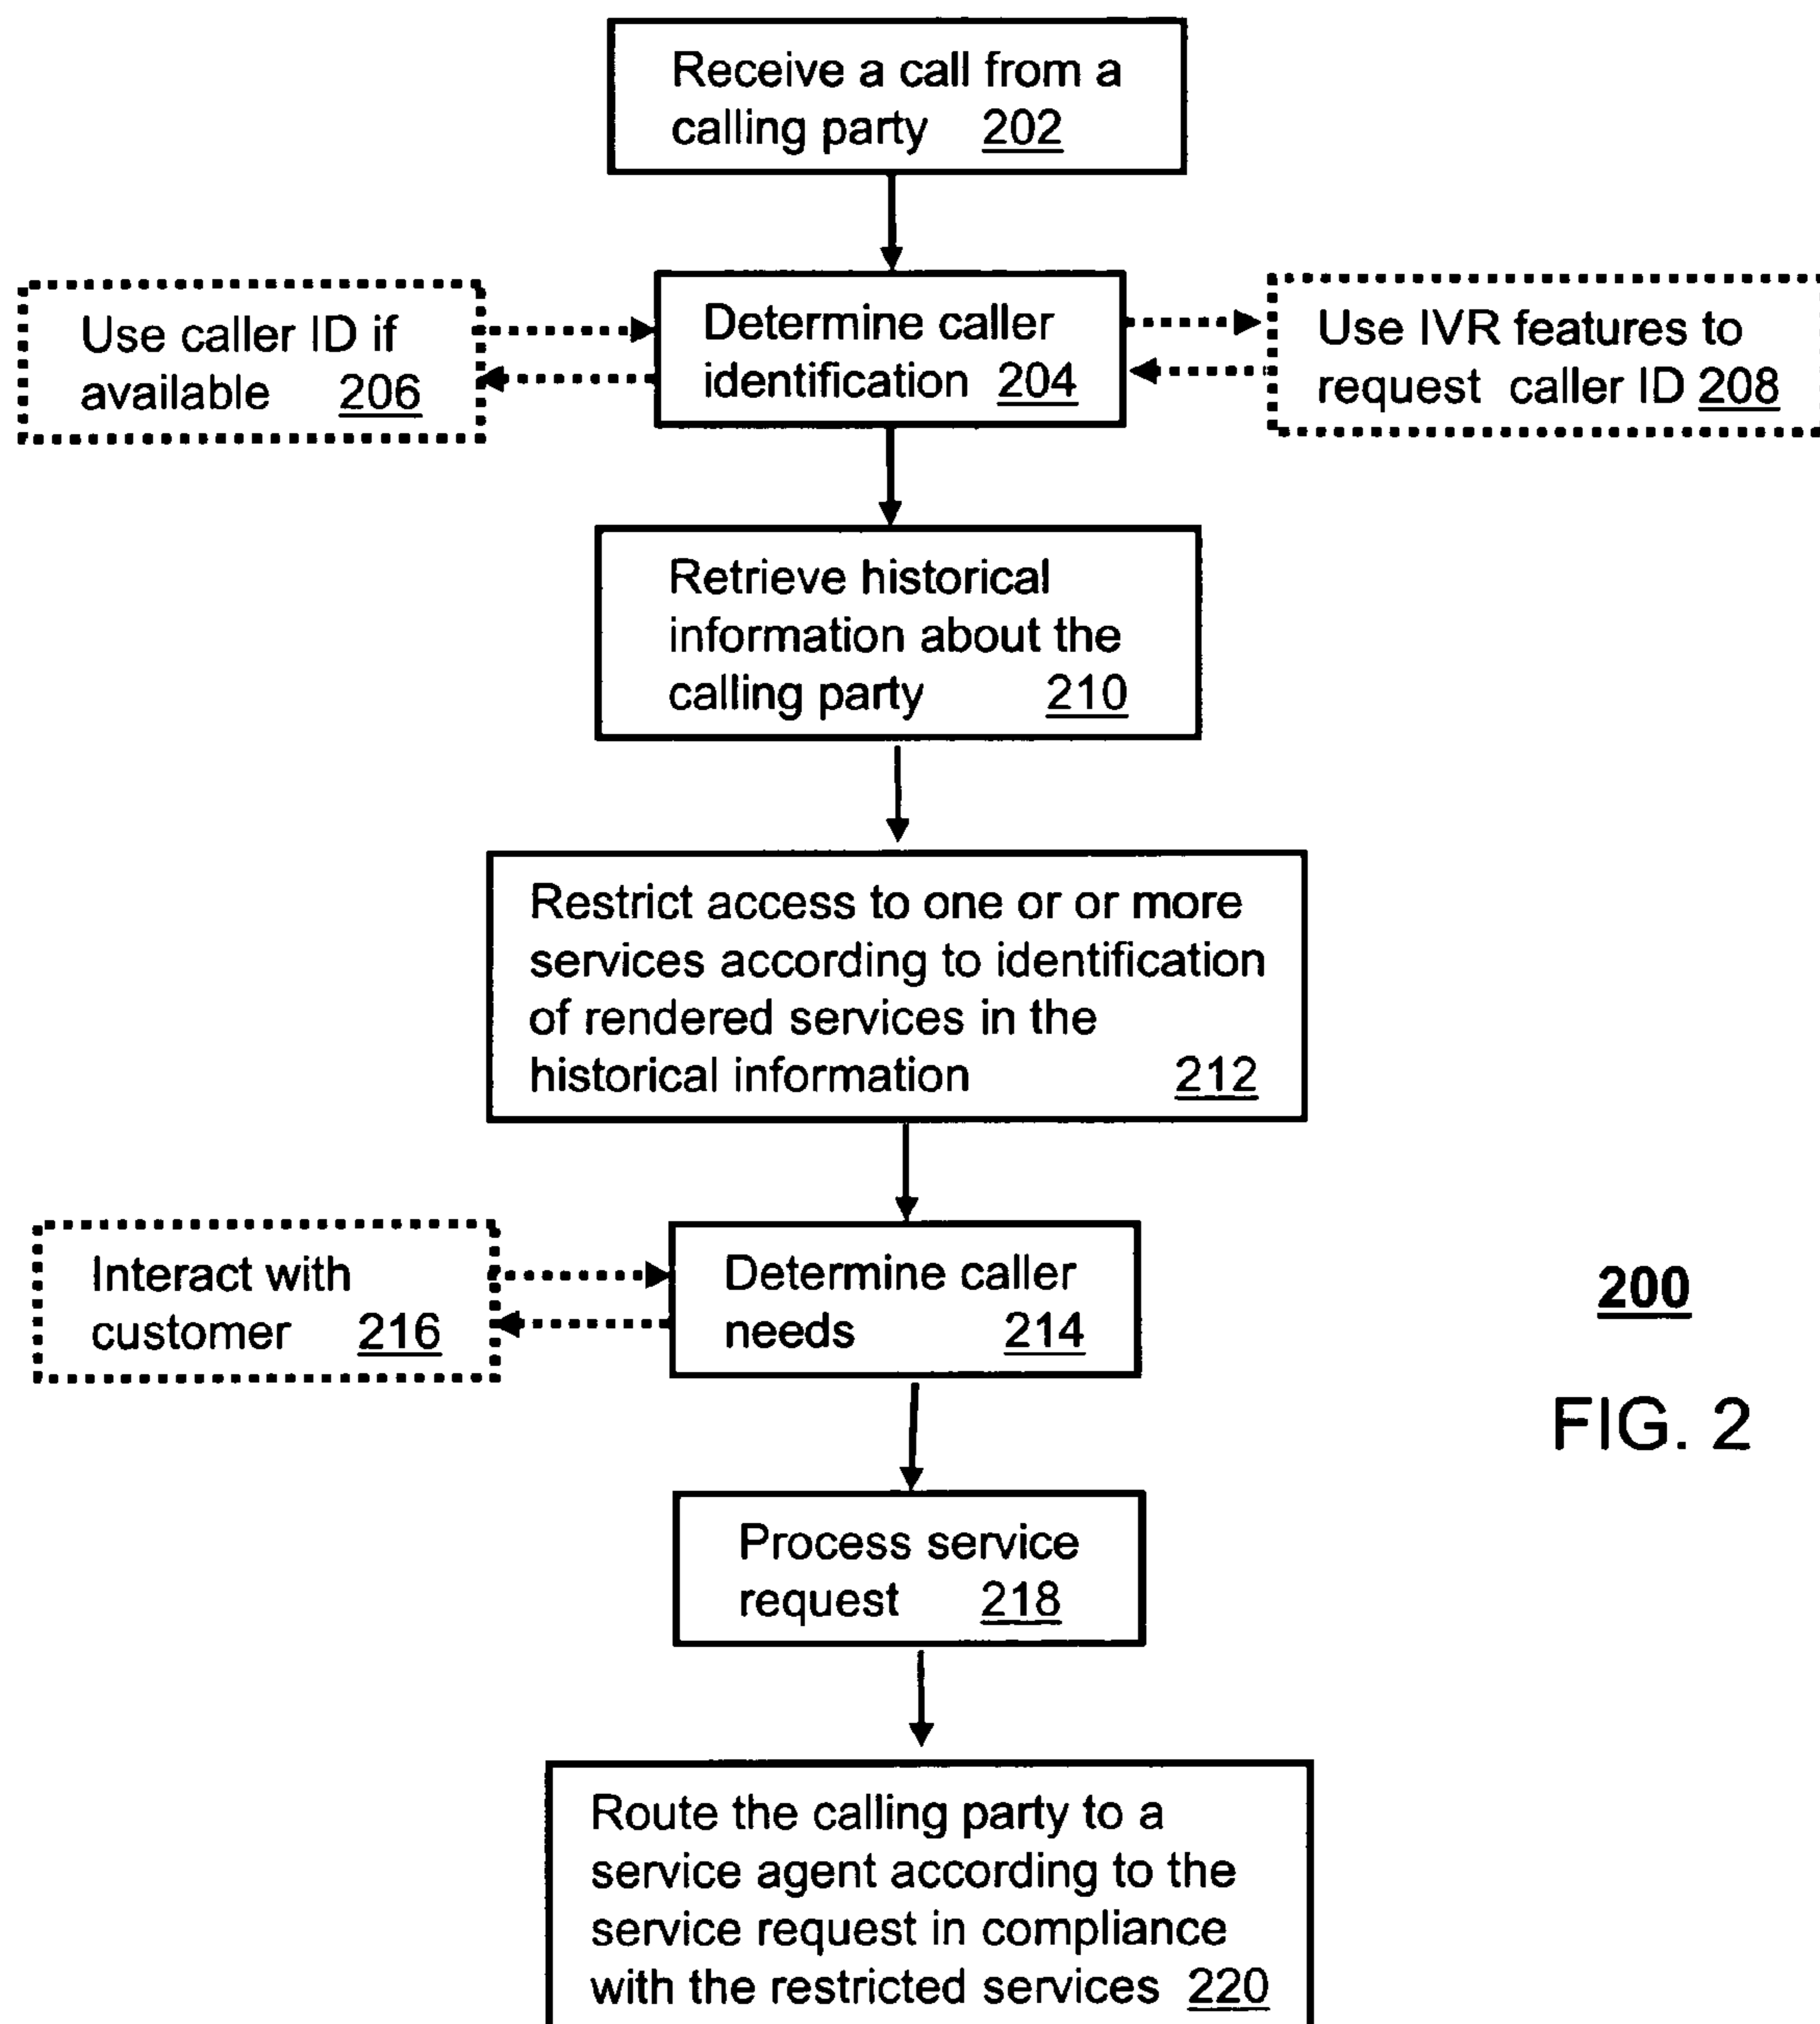 Receive a call from a
calling party 202
Use caller ID if
available 206
Determine caller
identification 204
Use IVR features to
request caller ID 208
Retrieve historical
information about the
calling party 210
Restrict access to one or or more
services according to identification
of rendered services in the
historical information 212
Interact with
customer 216
Determine caller
needs 214
200
FIG. 2
Process service
request 218
Route the calling party to a
service agent according to the
service request in compliance
with the restricted services 220